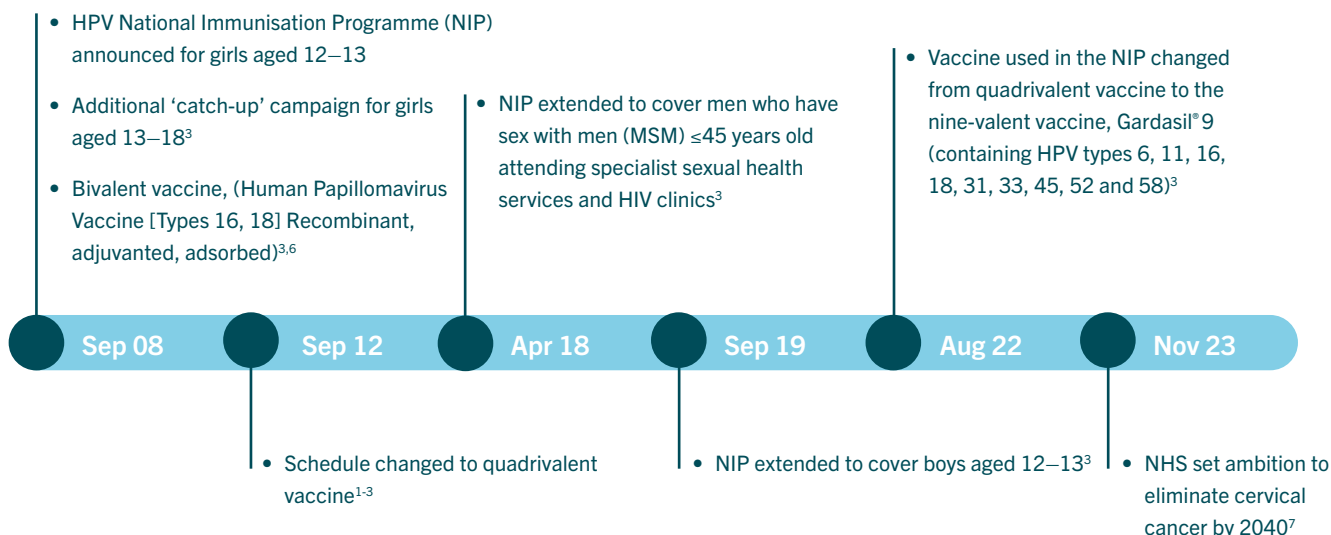 • HPV National Immunisation Programme (NIP)
announced for girls aged 12–13
• Additional ‘catch-up’ campaign for girls
aged 13–18³
• Bivalent vaccine, (Human Papillomavirus
Vaccine [Types 16, 18] Recombinant,
adjuvanted, adsorbed)³,⁶
• NIP extended to cover men who have
sex with men (MSM) ≤45 years old
attending specialist sexual health
services and HIV clinics³
• Vaccine used in the NIP changed
from quadrivalent vaccine to the
nine-valent vaccine, Gardasil®9
(containing HPV types 6, 11, 16,
18, 31, 33, 45, 52 and 58)³
Sep 08
Sep 12
Apr 18
Sep 19
Aug 22
Nov 23
• Schedule changed to quadrivalent
vaccine¹-³
• NIP extended to cover boys aged 12–13³
• NHS set ambition to
eliminate cervical
cancer by 2040⁷